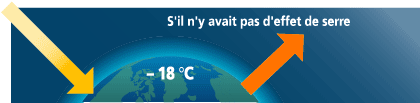 S'il n'y avait pas d'effet de serre
– 18 °C